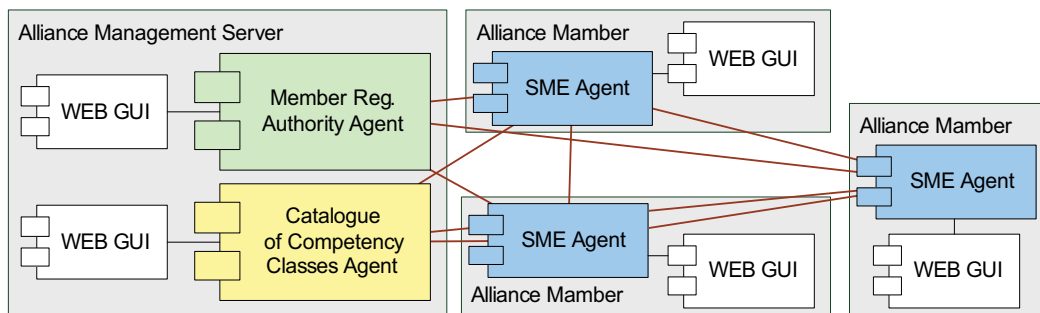 Alliance Management Server
WEB GUI
Member Reg.
Authority Agent
WEB GUI
Catalogue
of Competency
Classes Agent
Alliance Mamber
SME Agent
WEB GUI
SME Agent
WEB GUI
Alliance Mamber
Alliance Mamber
SME Agent
WEB GUI